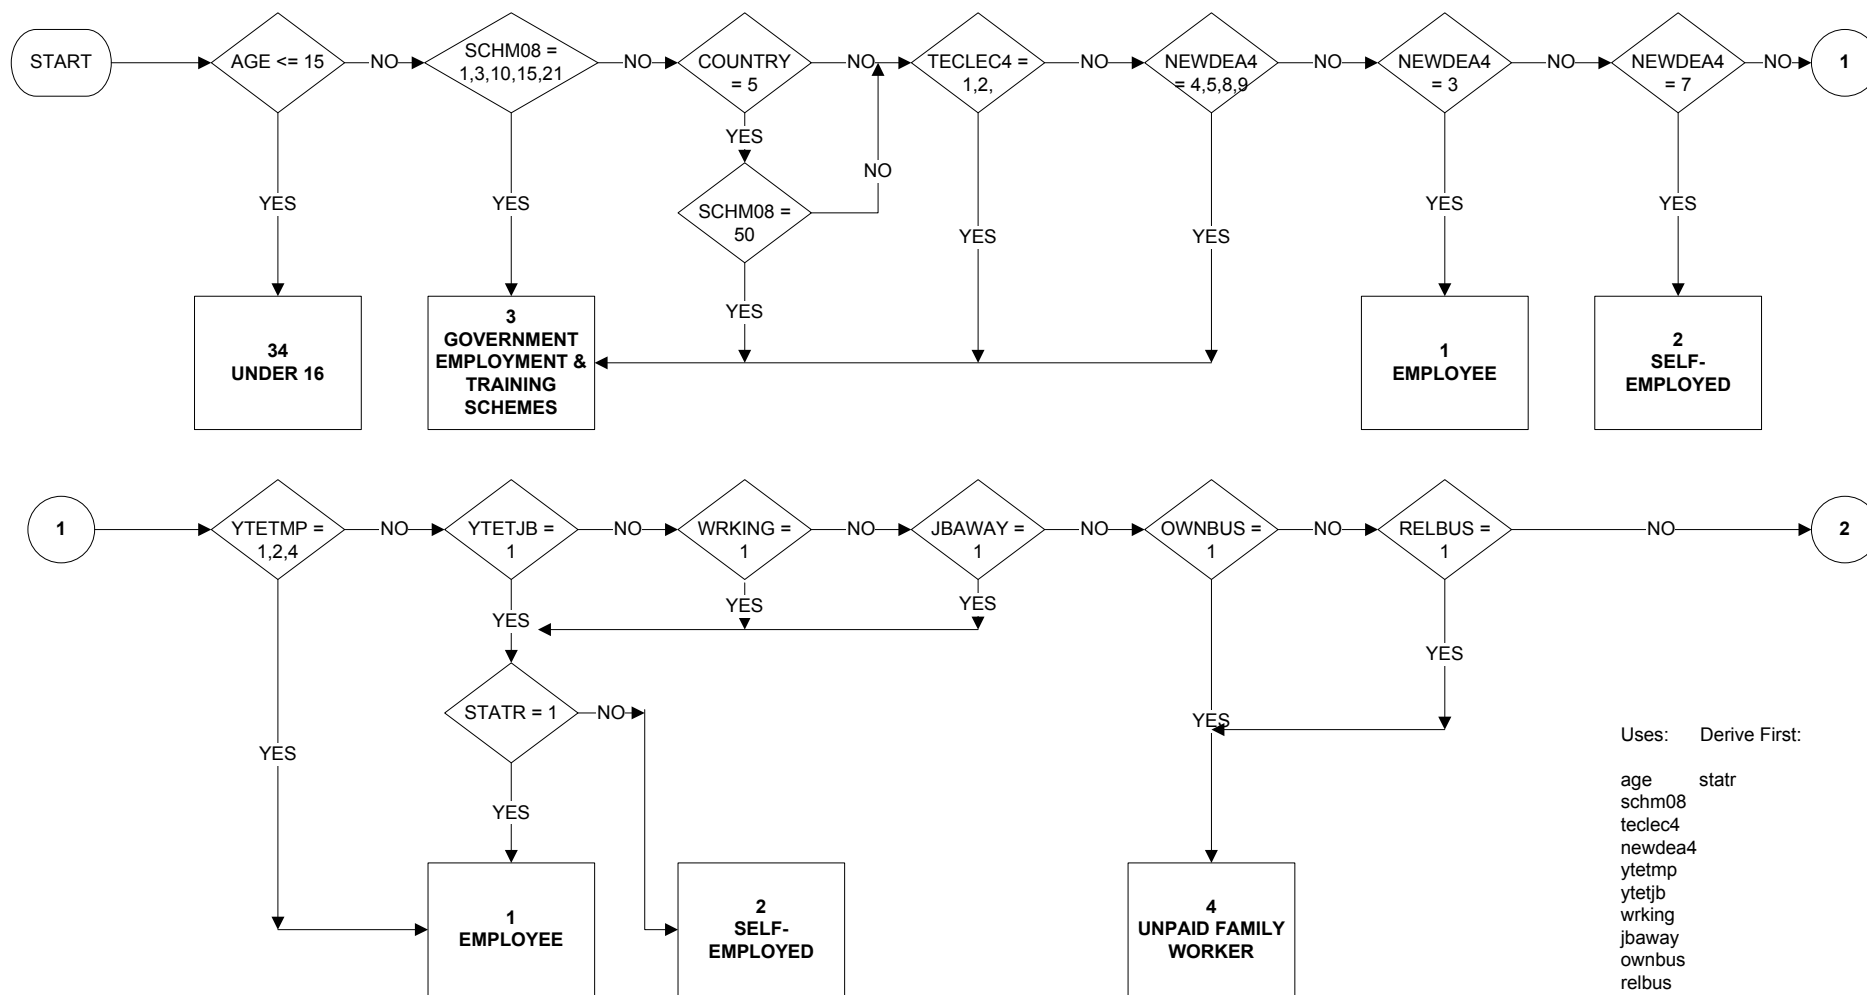 START
AGE <= 15
NO
SCHM08 =
1,3,10,15,21
NO
COUNTRY
= 5
NO
TECLEC4 =
1,2,
NO
NEWDEA4
= 4,5,8,9
NO
NEWDEA4
= 3
NO
NEWDEA4
= 7
NO
1
YES
NO
SCHM08 =
50
YES
YES
YES
YES
YES
YES
YES
34
UNDER 16
3
GOVERNMENT
EMPLOYMENT &
TRAINING
SCHEMES
YES
1
EMPLOYEE
2
SELF-
EMPLOYED
1
YTETMP =
1,2,4
NO
YTETJB =
1
NO
WRKING =
1
NO
JBAWAY =
1
NO
OWNBUS =
1
NO
RELBUS =
1
NO
2
YES
YES
YES
YES
STATR = 1
NO
YES
YES
YES
1
EMPLOYEE
2
SELF-
EMPLOYED
4
UNPAID FAMILY
WORKER
Uses: Derive First:
age statr
schm08
teclec4
newdea4
ytetmp
ytetjb
wrking
jbaway
ownbus
relbus